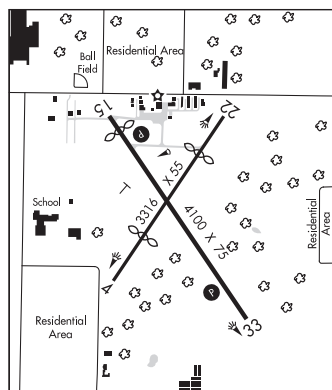 Ball
Field
Residential Area
15
22
P
3316 X 55
4100 X 75
School
Residential
Area
4
P
33
Residential
Area